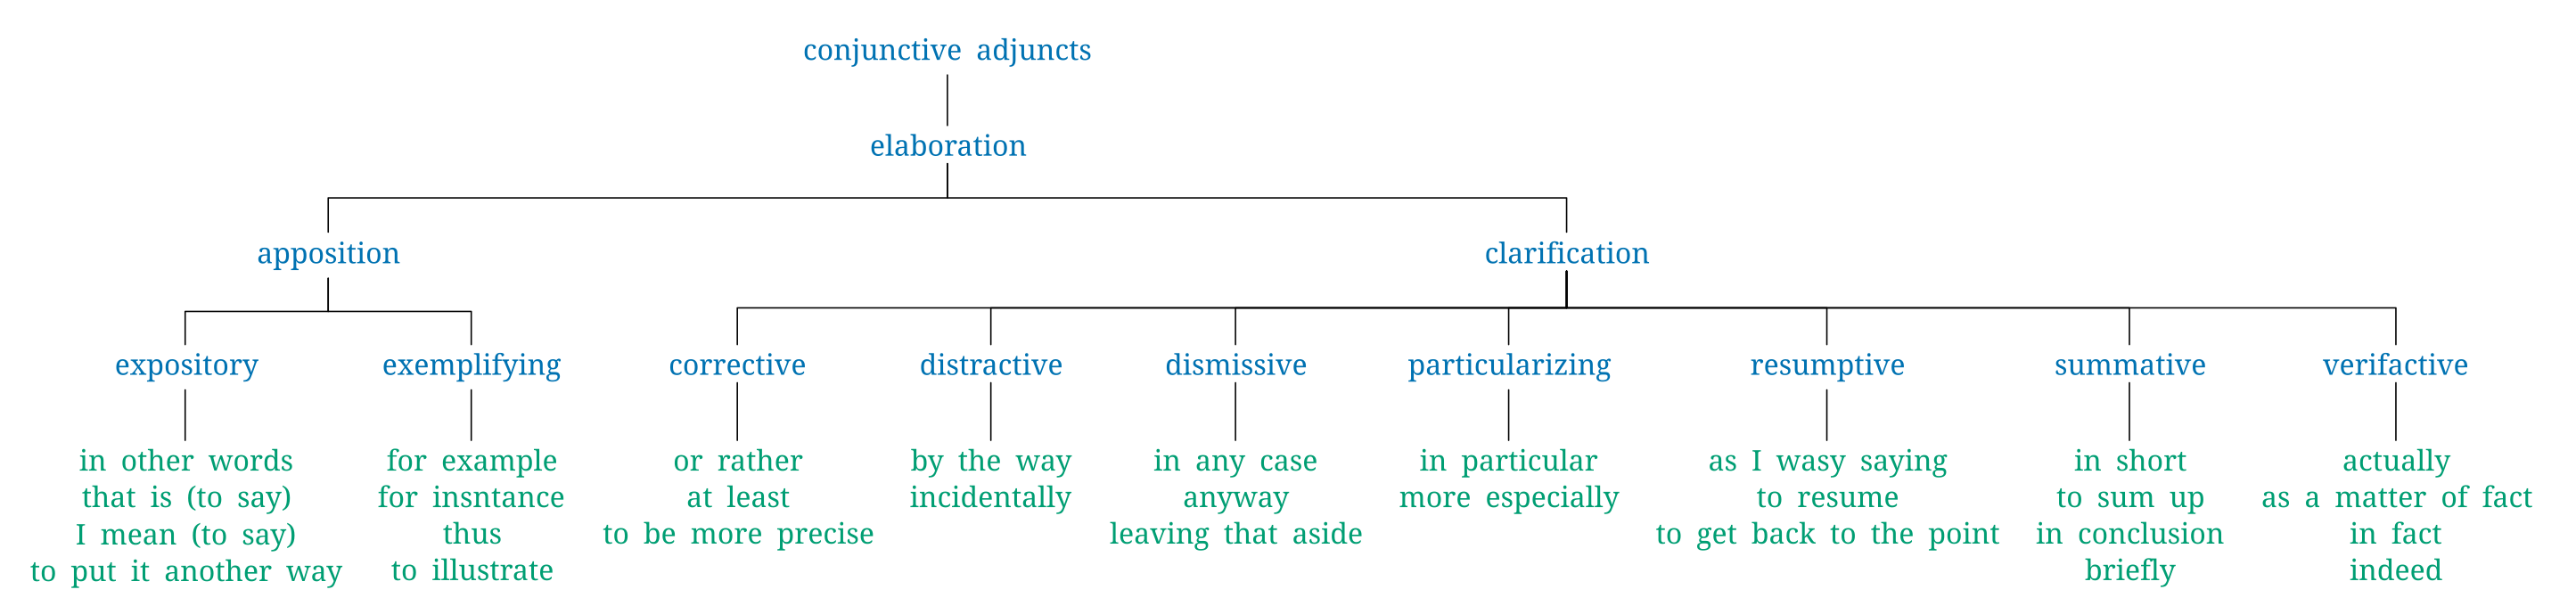 conjunctive adjuncts
elaboration
apposition clarification
expository exemplifying corrective distractive dismissive particularizing resumptive summative verifactive
in other words
that is (to say)
I mean (to say)
to put it another way
for example
for insntance
thus
to illustrate
or rather
at least
to be more precise
by the way
incidentally
in any case
anyway
leaving that aside
in particular
more especially
as I wasy saying
to resume
to get back to the point
in short
to sum up
in conclusion
briefly
actually
as a matter of fact
in fact
indeed